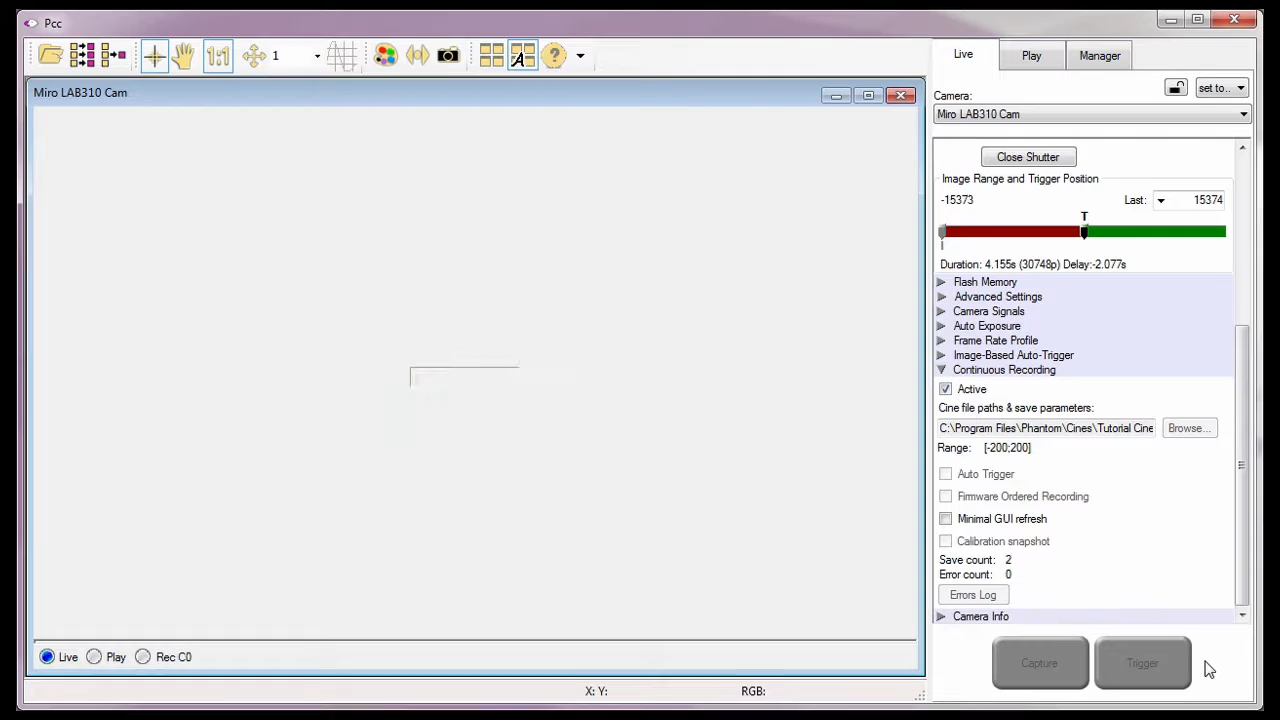 Pcc
1:1
1
A
?
Live
Play
Manager
Miro LAB310 Cam
Camera:
set to..
Miro LAB310 Cam
Close Shutter
Image Range and Trigger Position
-15373
Last:
15374
T
I
Duration: 4.155s (30748p) Delay:-2.077s
Flash Memory
Advanced Settings
Camera Signals
Auto Exposure
Frame Rate Profile
Image-Based Auto-Trigger
Continuous Recording
Active
Cine file paths & save parameters:
C:\Program Files\Phantom\Cines\Tutorial Cine
Browse...
Range: [-200;200]
Auto Trigger
Firmware Ordered Recording
Minimal GUI refresh
Calibration snapshot
Save count: 2
Error count: 0
Errors Log
Camera Info
Capture
Trigger
Live
Play
Rec C0
X: Y:
RGB: